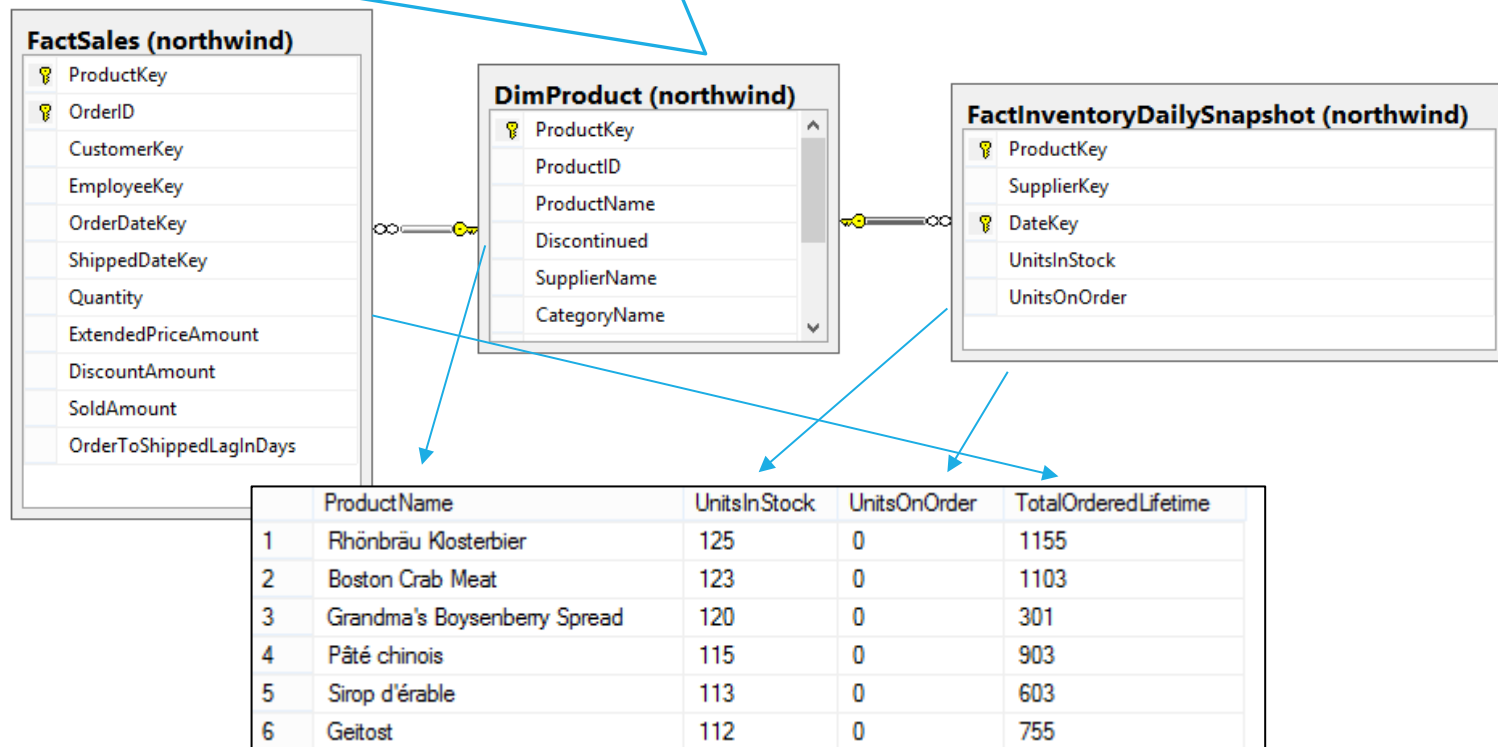 FactSales (northwind)
ProductKey
OrderID
CustomerKey
EmployeeKey
OrderDateKey
ShippedDateKey
Quantity
ExtendedPriceAmount
DiscountAmount
SoldAmount
OrderToShippedLagInDays
DimProduct (northwind)
ProductKey
ProductID
ProductName
Discontinued
SupplierName
CategoryName
FactInventoryDailySnapshot (northwind)
ProductKey
SupplierKey
DateKey
UnitsInStock
UnitsOnOrder
ProductName UnitsInStock UnitsOnOrder TotalOrderedLifetime
1 Rhönbräu Klosterbier 125 0 1155
2 Boston Crab Meat 123 0 1103
3 Grandma's Boysenberry Spread 120 0 301
4 Pâté chinois 115 0 903
5 Sirop d'érable 113 0 603
6 Geitost 112 0 755